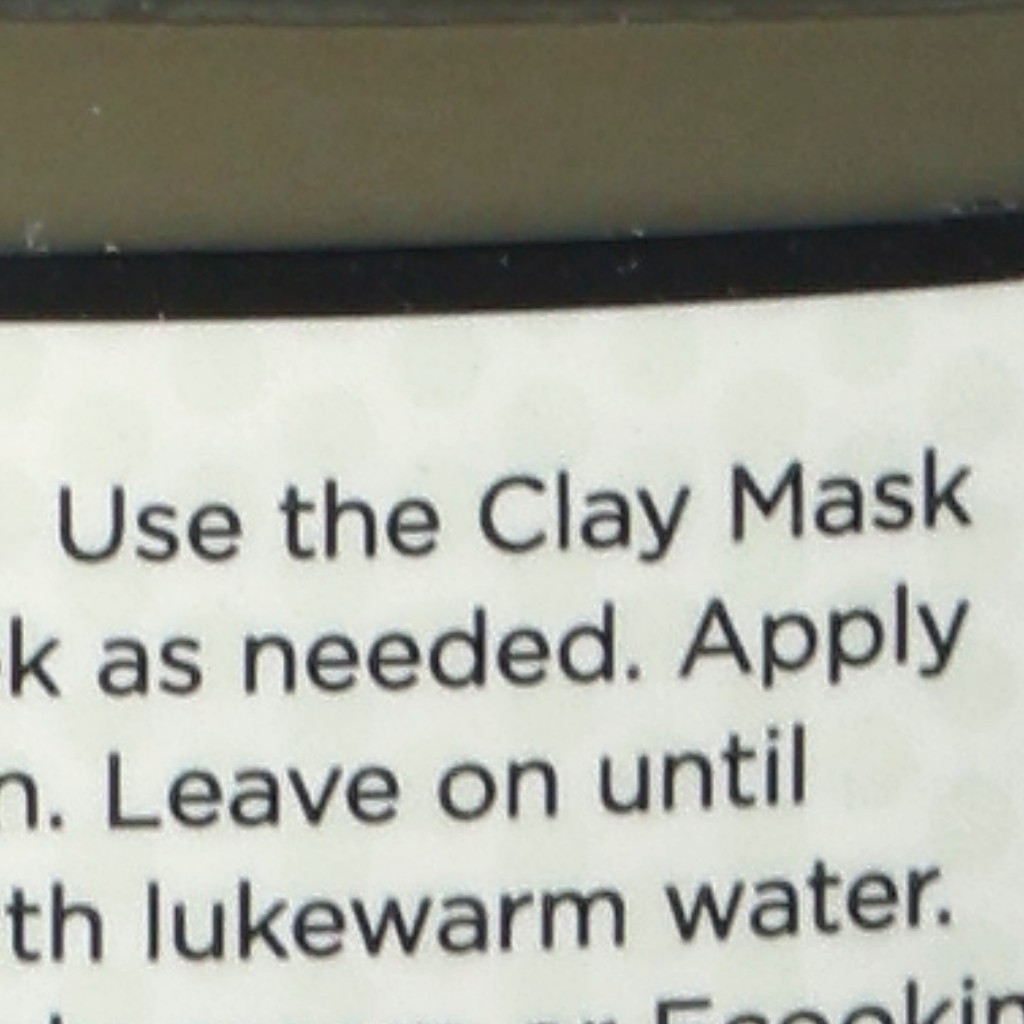 Use the Clay Mask
k as needed. Apply
n. Leave on until
th lukewarm water.